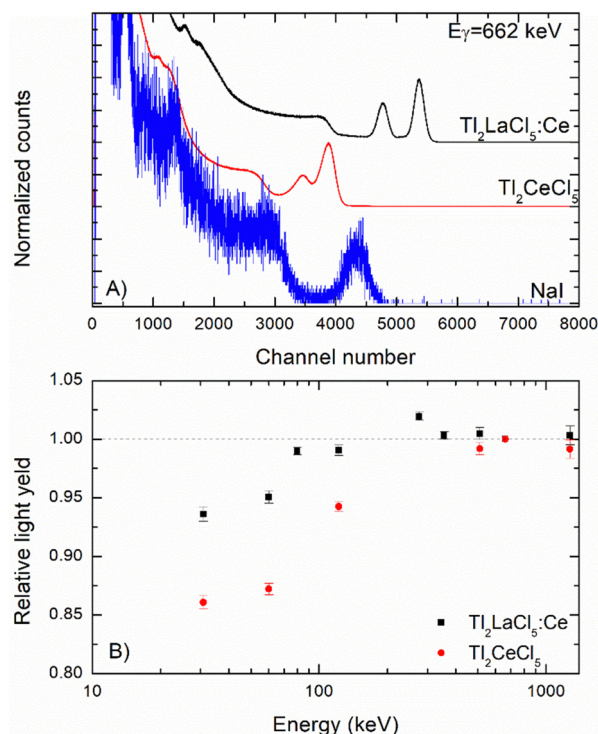 Normalized counts
Eγ=662 keV
Tl₂LaCl₅:Ce
Tl₂CeCl₅
A)
NaI
0 1000 2000 3000 4000 5000 6000 7000 8000
Channel number
Relative light yeld
1.05
1.00
0.95
0.90
0.85
0.80
B)
Tl₂LaCl₅:Ce
Tl₂CeCl₅
10 100 1000
Energy (keV)